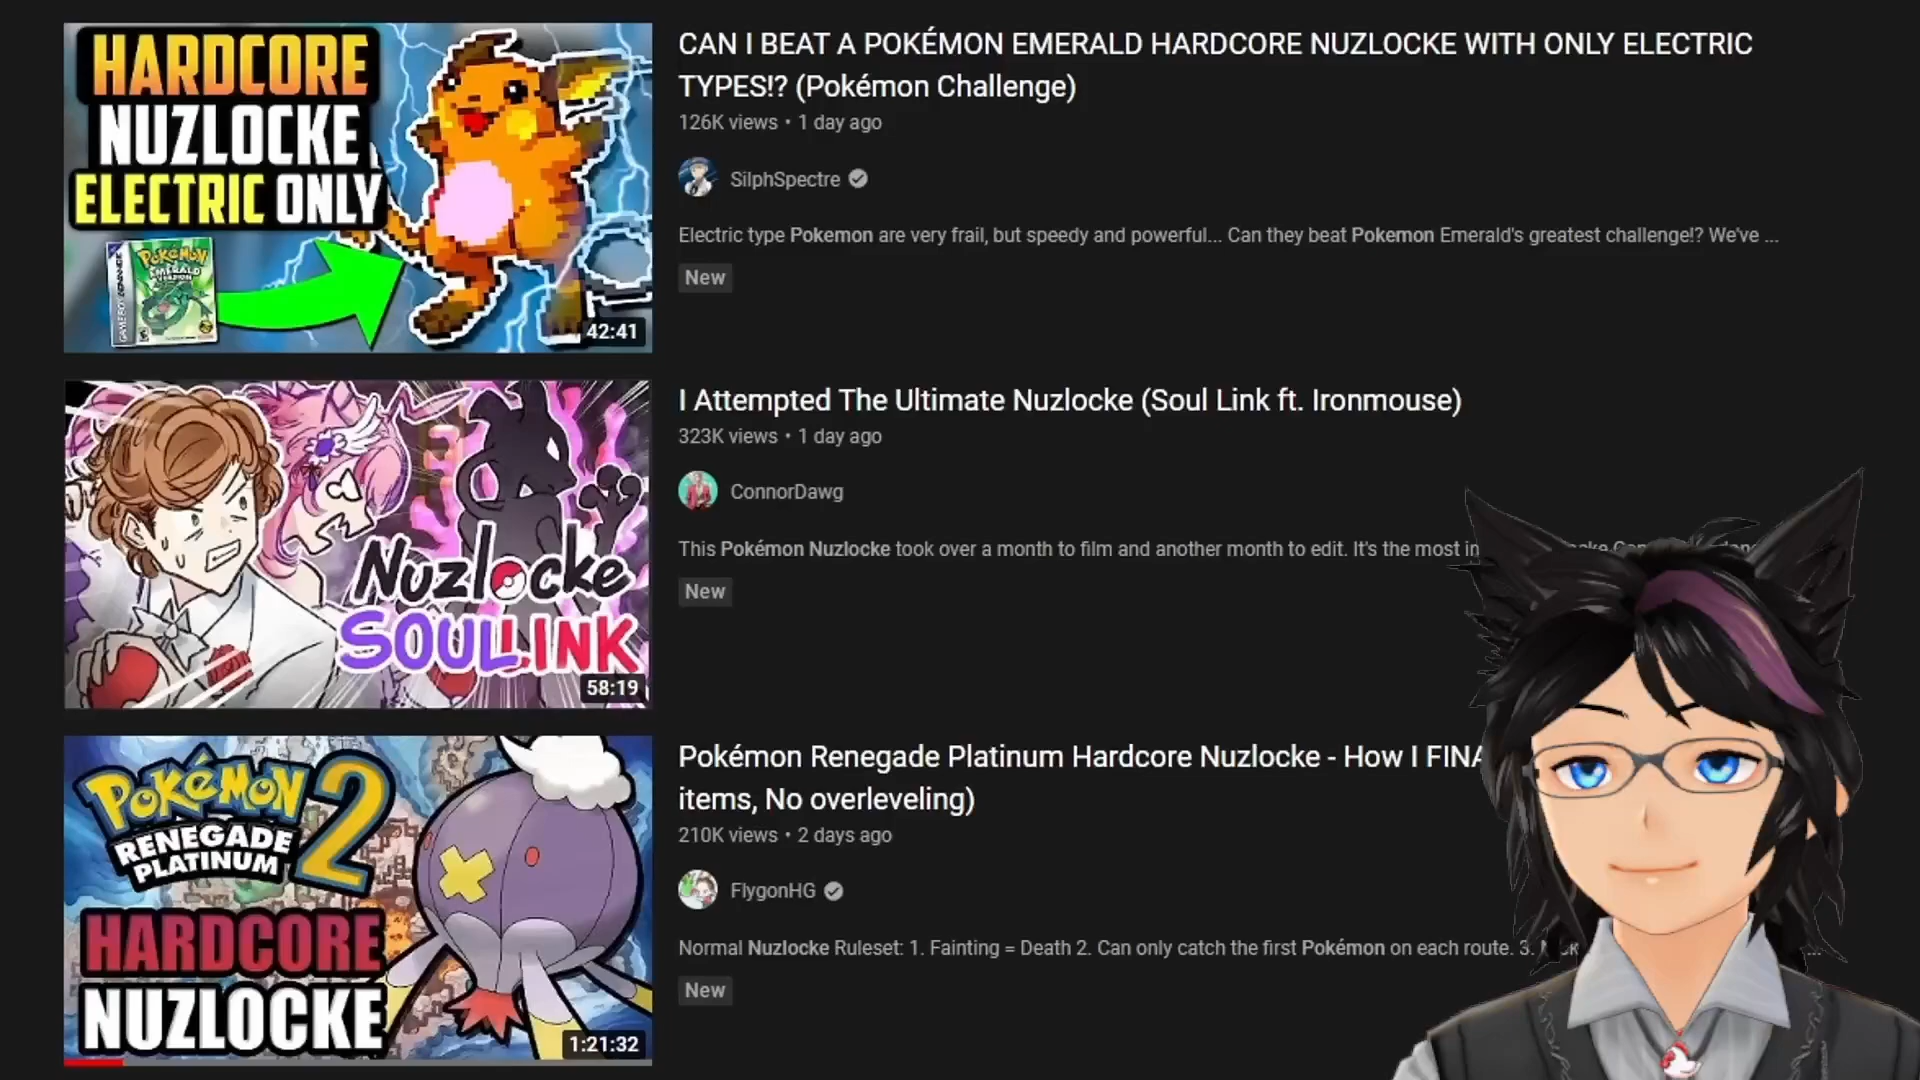 HARDCORE
NUZLOCKE
ELECTRIC ONLY
GAME BOY ADVANCE
POKéMON
EMERALD
VERSION
42:41
CAN I BEAT A POKÉMON EMERALD HARDCORE NUZLOCKE WITH ONLY ELECTRIC
TYPES!? (Pokémon Challenge)
126K views • 1 day ago
SilphSpectre
Electric type Pokemon are very frail, but speedy and powerful... Can they beat Pokemon Emerald's greatest challenge!? We've ...
New
Nuzlocke
SOULLINK
58:19
I Attempted The Ultimate Nuzlocke (Soul Link ft. Ironmouse)
323K views • 1 day ago
ConnorDawg
This Pokémon Nuzlocke took over a month to film and another month to edit. It's the most in
New
POKéMON 2
RENEGADE
PLATINUM
HARDCORE
NUZLOCKE
1:21:32
Pokémon Renegade Platinum Hardcore Nuzlocke - How I FINA
items, No overleveling)
210K views • 2 days ago
FlygonHG
Normal Nuzlocke Ruleset: 1. Fainting = Death 2. Can only catch the first Pokémon on each route. 3.
New